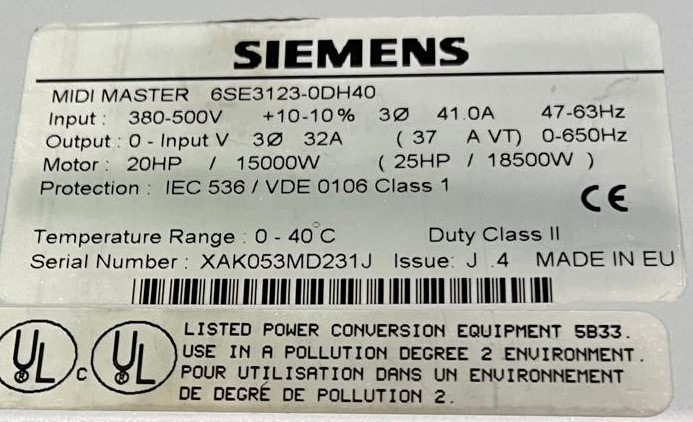 SIEMENS
MIDI MASTER 6SE3123-0DH40
Input : 380-500V +10-10% 3Ø 41.0A 47-63Hz
Output : 0 - Input V 3Ø 32A ( 37 A VT) 0-650Hz
Motor : 20HP / 15000W ( 25HP / 18500W )
Protection : IEC 536 / VDE 0106 Class 1
CE
Temperature Range : 0 - 40°C Duty Class II
Serial Number : XAK053MD231J Issue: J .4 MADE IN EU
UL ® C UL ®
LISTED POWER CONVERSION EQUIPMENT 5B33.
USE IN A POLLUTION DEGREE 2 ENVIRONMENT.
POUR UTILISATION DANS UN ENVIRONNEMENT
DE DEGRÉ DE POLLUTION 2.